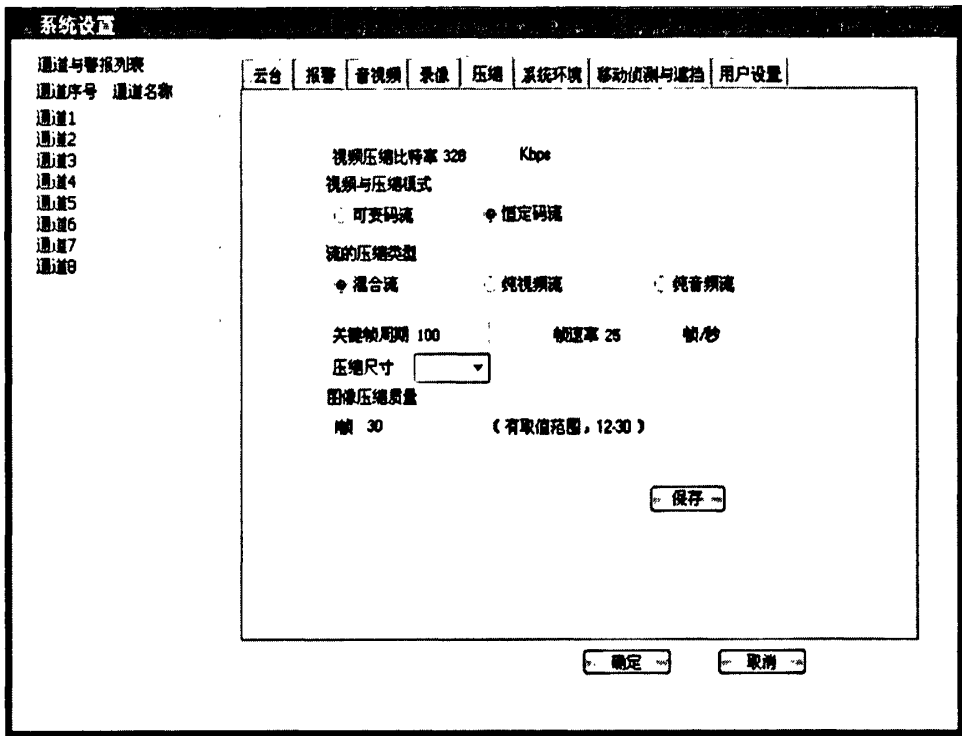 系统设置
通道与警报列表
通道序号 通道名称
通道1
通道2
通道3
通道4
通道5
通道6
通道7
通道8
云台 报警 音视频 录像 压缩 系统环境 移动侦测与遮挡 用户设置
视频压缩比特率 328 Kbps
视频与压缩模式
可变码流 恒定码流
流的压缩类型
混合流 纯视频流 纯音频流
关键帧周期 100 帧速率 25 帧/秒
压缩尺寸
图像压缩质量
帧 30 (有取值范围，12-30)
保存
确定 取消